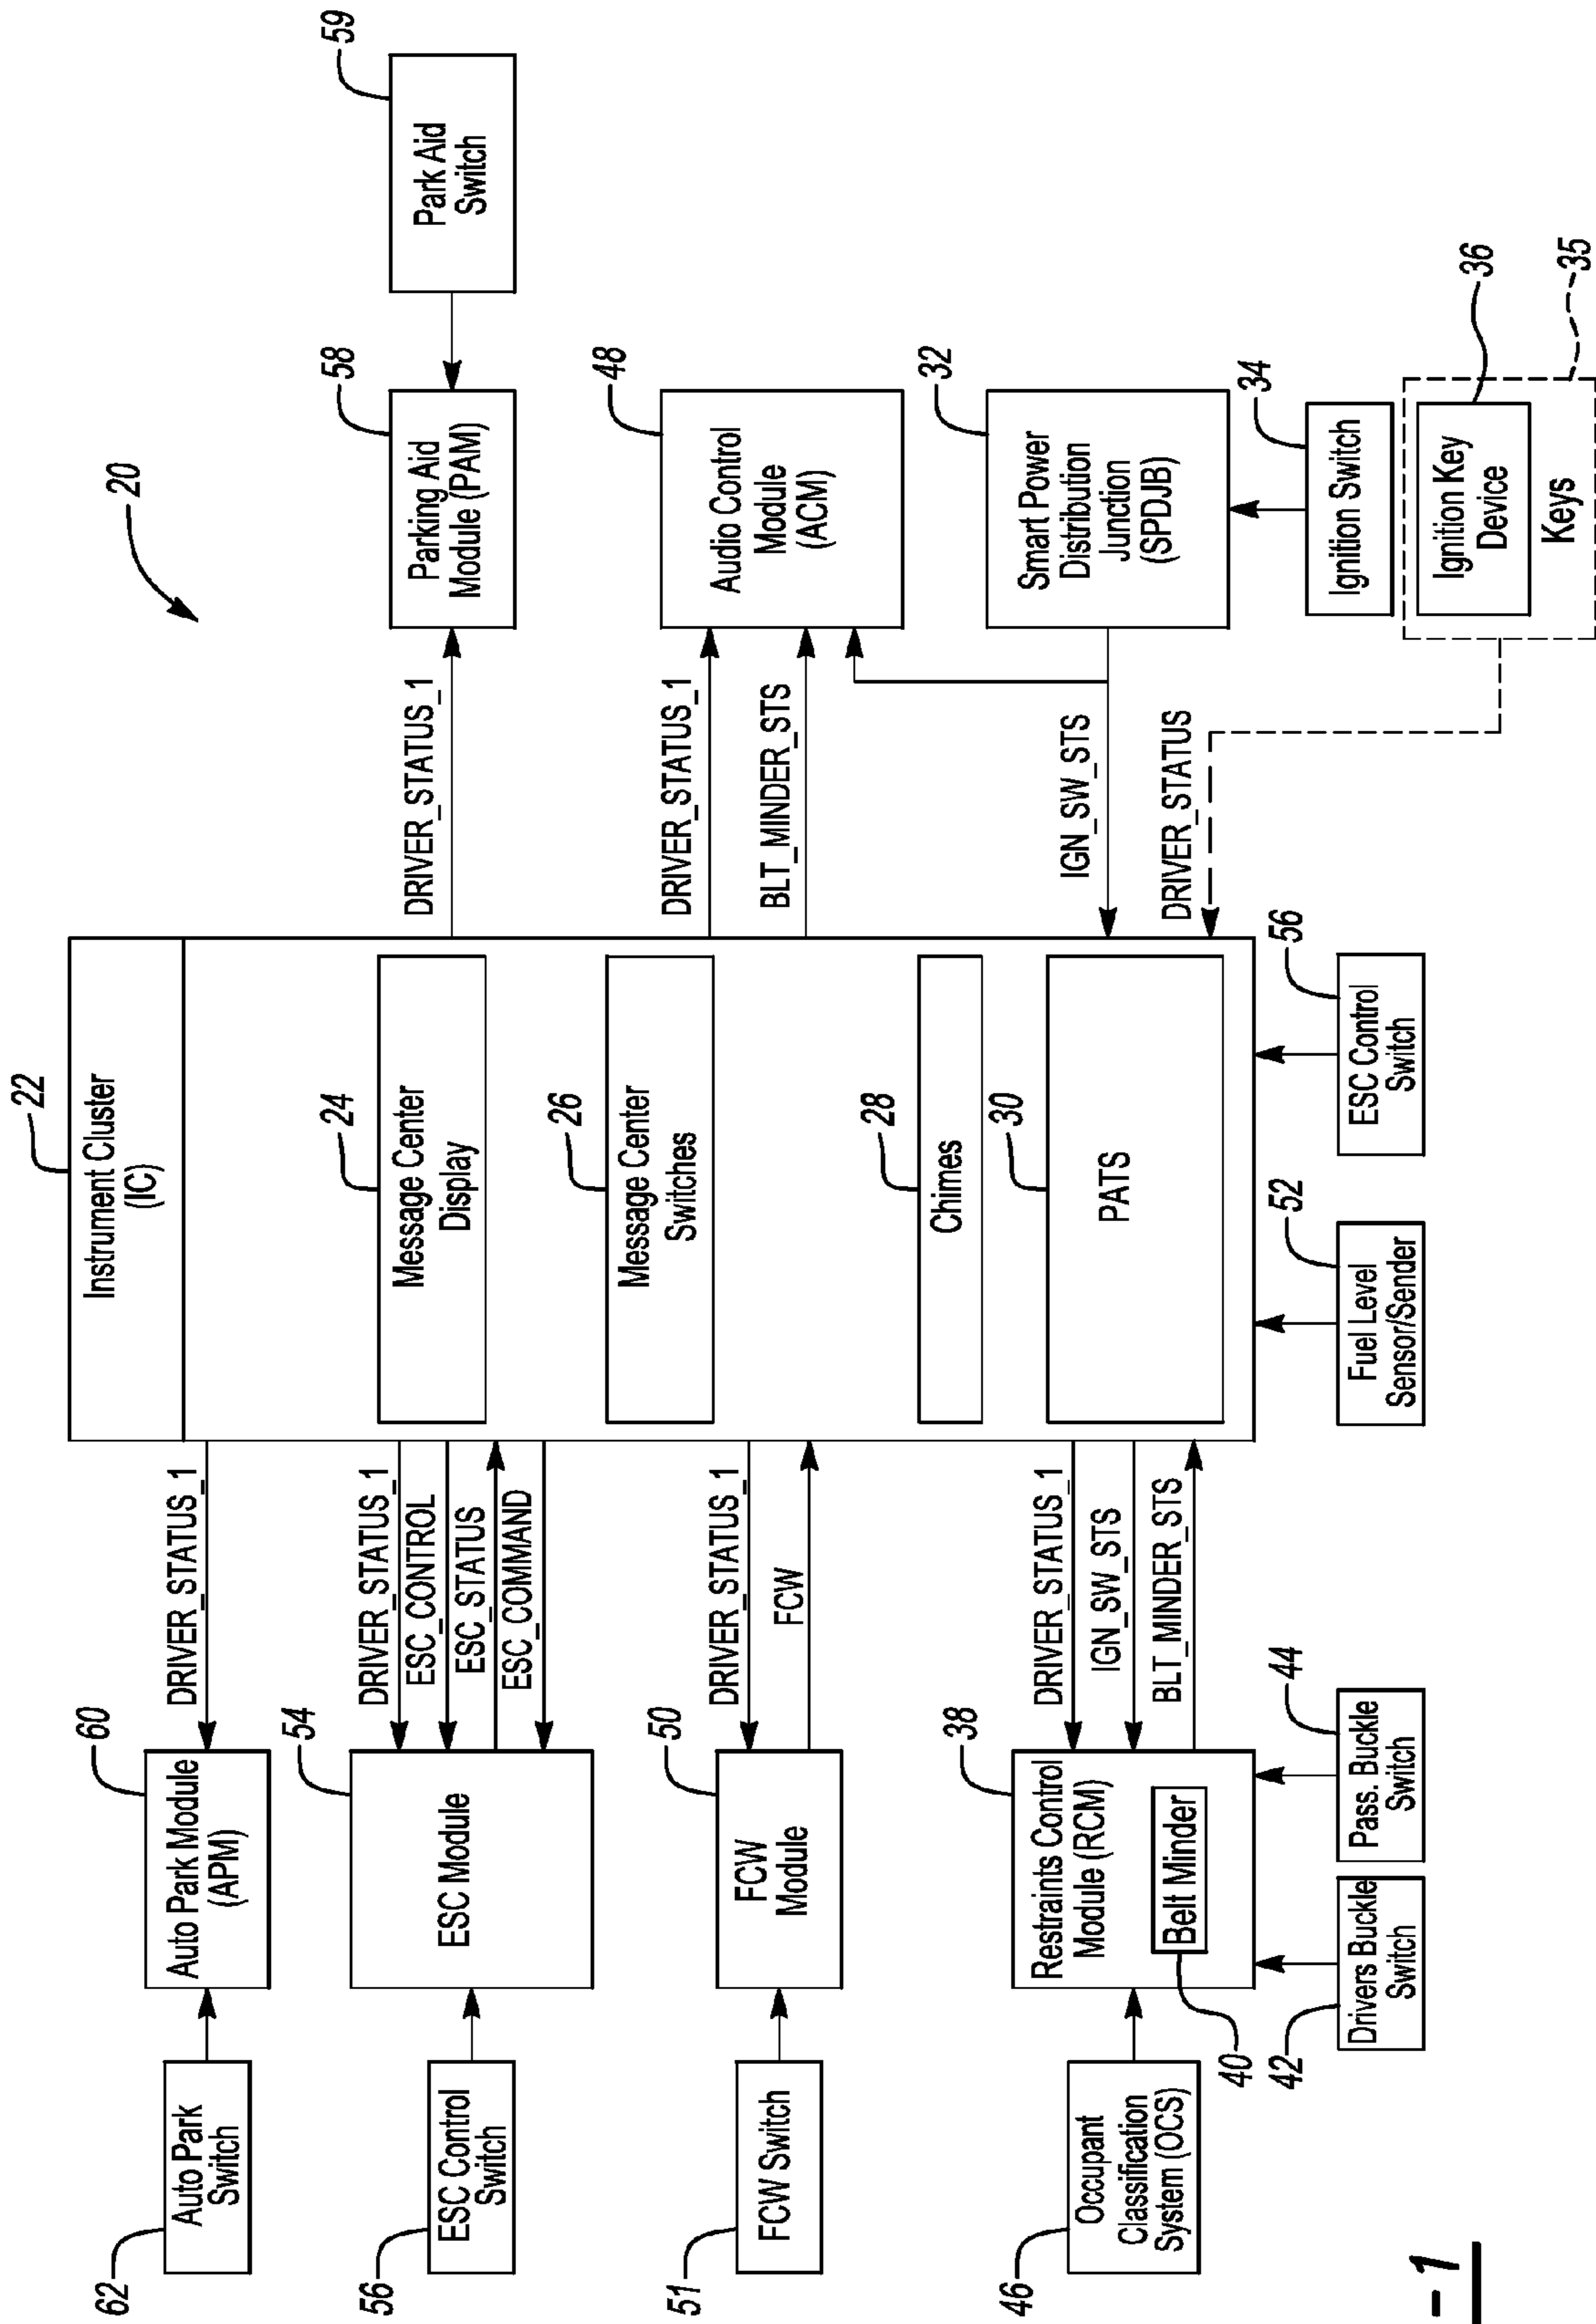 20
62
Auto Park
Switch
60
Auto Park Module
(APM)
DRIVER_STATUS_1
22
Instrument Cluster
(IC)
56
ESC Control
Switch
54
ESC Module
DRIVER_STATUS_1
ESC_CONTROL
ESC_STATUS
ESC_COMMAND
24
Message Center
Display
DRIVER_STATUS_1
58
Parking Aid
Module (PAM)
59
Park Aid
Switch
51
FCW Switch
50
FCW
Module
DRIVER_STATUS_1
FCW
26
Message Center
Switches
DRIVER_STATUS_1
BLT_MINDER_STS
48
Audio Control
Module
(ACM)
46
Occupant
Classification
System (OCS)
38
Restraints Control
Module (RCM)
Belt Minder
40
DRIVER_STATUS_1
IGN_SW_STS
BLT_MINDER_STS
28
Chimes
30
PATS
IGN_SW_STS
DRIVER_STATUS
32
Smart Power
Distribution
Junction
(SPDJB)
42
Drivers Buckle
Switch
44
Pass. Buckle
Switch
52
Fuel Level
Sensor/Sender
56
ESC Control
Switch
34
Ignition Switch
36
Ignition Key
Device
Keys
35
-1